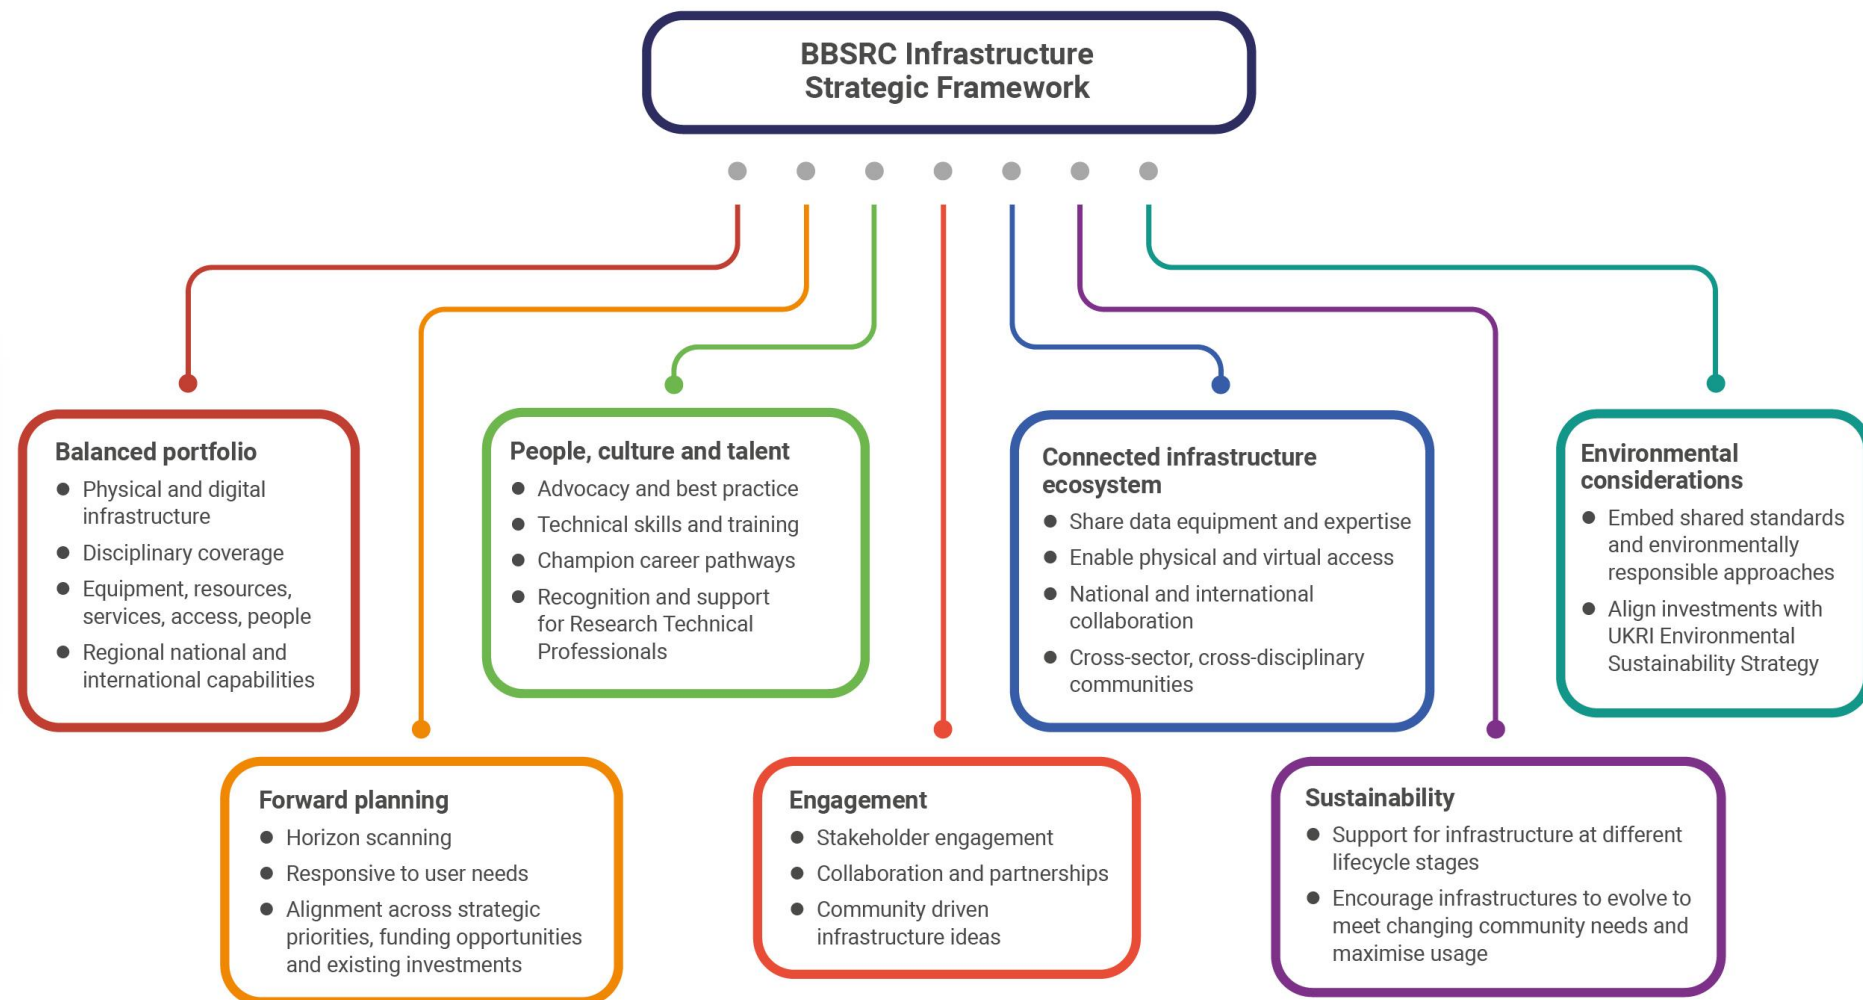 BBSRC Infrastructure
Strategic Framework
Balanced portfolio
● Physical and digital
infrastructure
● Disciplinary coverage
● Equipment, resources,
services, access, people
● Regional national and
international capabilities
Forward planning
● Horizon scanning
● Responsive to user needs
● Alignment across strategic
priorities, funding opportunities
and existing investments
People, culture and talent
● Advocacy and best practice
● Technical skills and training
● Champion career pathways
● Recognition and support
for Research Technical
Professionals
Engagement
● Stakeholder engagement
● Collaboration and partnerships
● Community driven
infrastructure ideas
Connected infrastructure
ecosystem
● Share data equipment and expertise
● Enable physical and virtual access
● National and international
collaboration
● Cross-sector, cross-disciplinary
communities
Sustainability
● Support for infrastructure at different
lifecycle stages
● Encourage infrastructures to evolve to
meet changing community needs and
maximise usage
Environmental
considerations
● Embed shared standards
and environmentally
responsible approaches
● Align investments with
UKRI Environmental
Sustainability Strategy